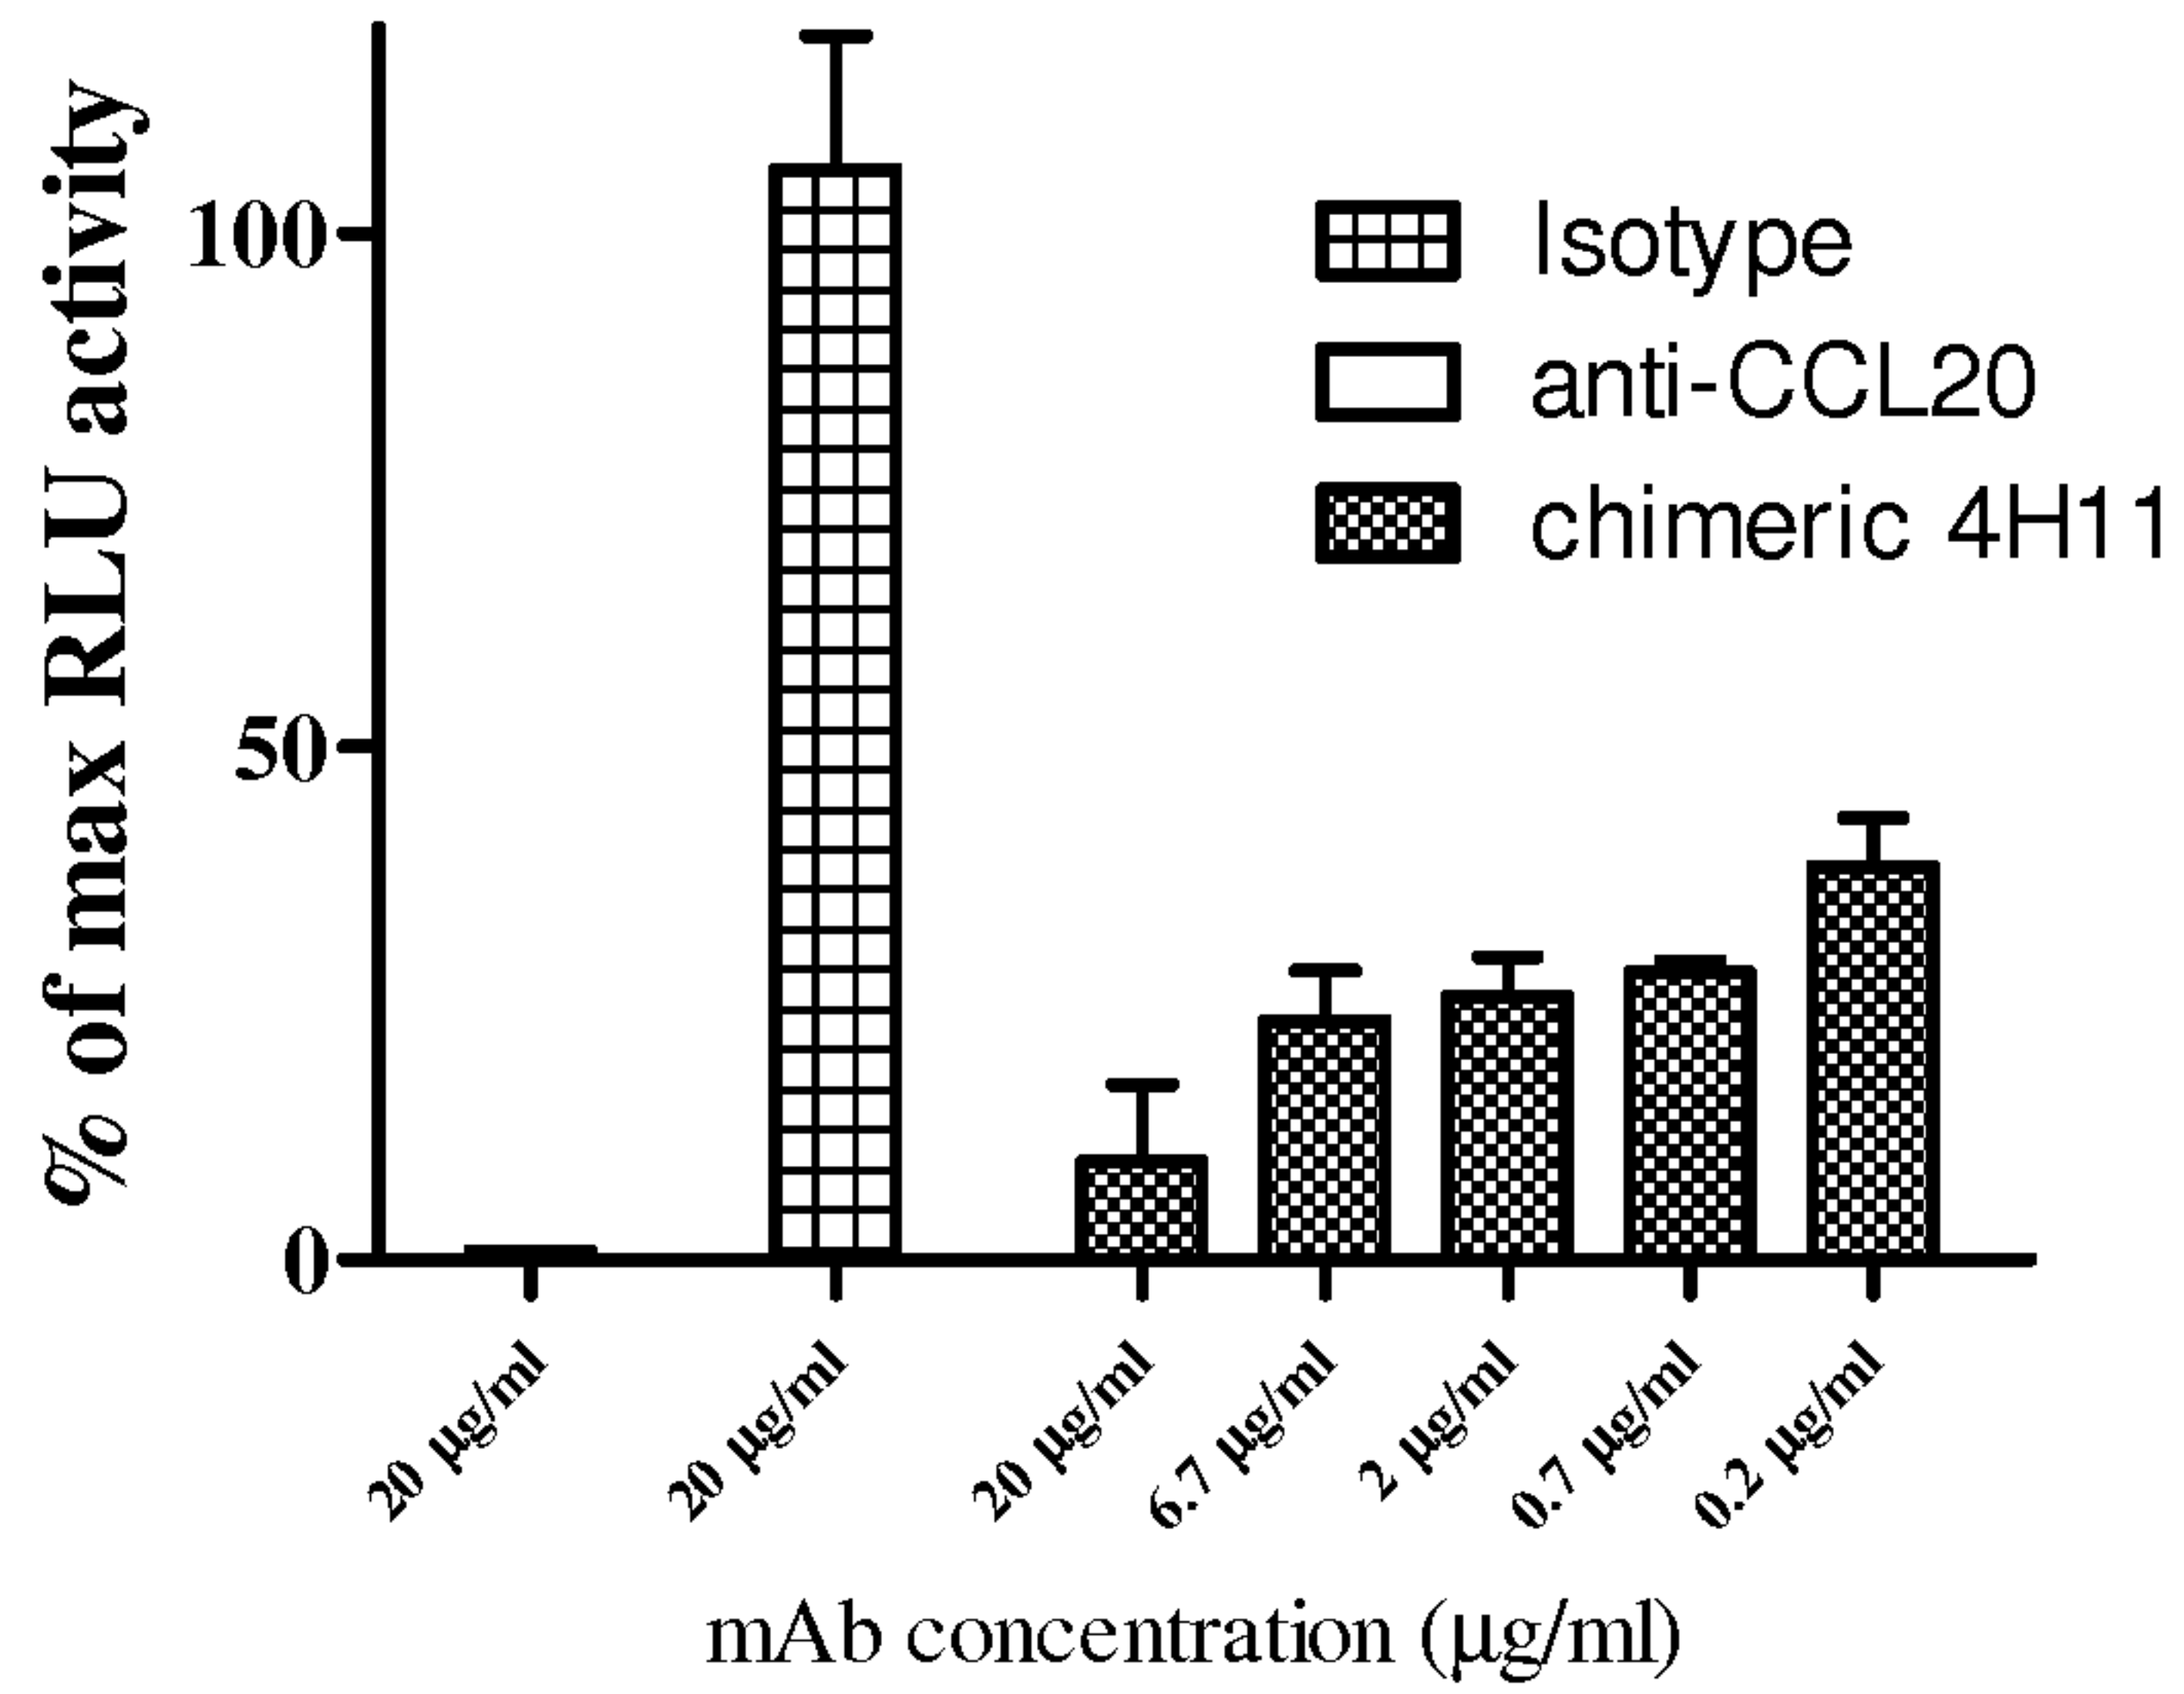 % of max RLU activity
100
50
0
Isotype
anti-CCL20
chimeric 4H11
20 µg/ml
20 µg/ml
20 µg/ml
6.7 µg/ml
2 µg/ml
0.7 µg/ml
0.2 µg/ml
mAb concentration (µg/ml)